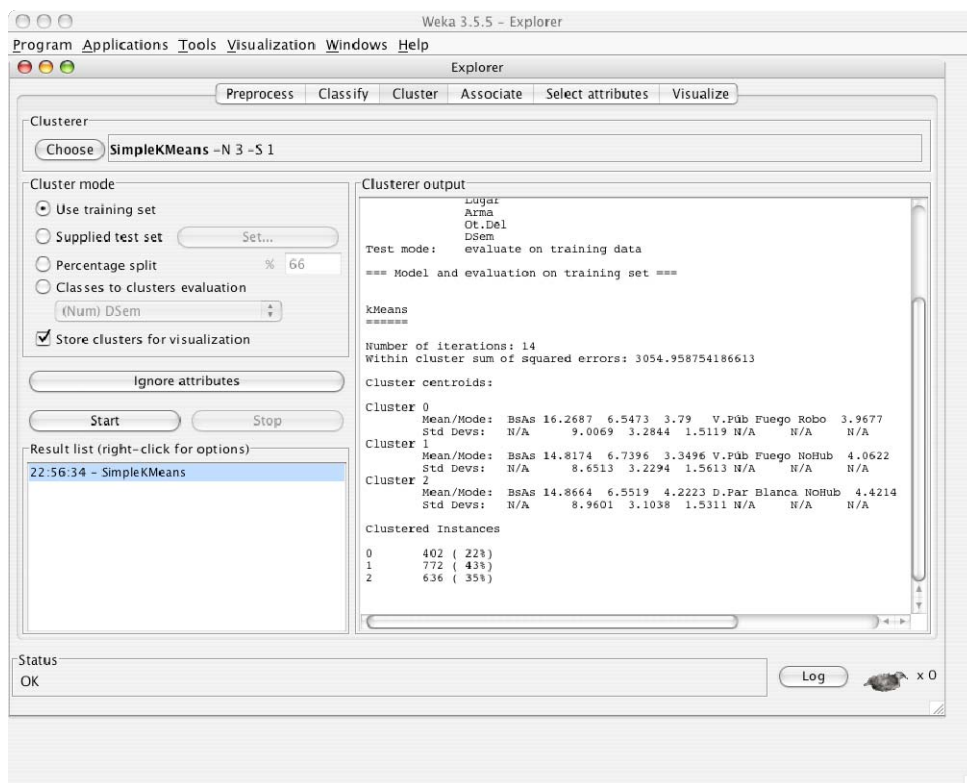 Weka 3.5.5 – Explorer
Program Applications Tools Visualization Windows Help
Explorer
Preprocess Classify Cluster Associate Select attributes Visualize
Clusterer
Choose SimpleKMeans -N 3 -S 1
Cluster mode
Use training set
Supplied test set Set...
Percentage split % 66
Classes to clusters evaluation
(Num) DSem
Store clusters for visualization
Ignore attributes
Start Stop
Result list (right-click for options)
22:56:34 – SimpleKMeans
Clusterer output
Lugar
Arma
Ot.Del
DSem
Test mode: evaluate on training data
=== Model and evaluation on training set ===
kMeans
======
Number of iterations: 14
Within cluster sum of squared errors: 3054.958754186613
Cluster centroids:
Cluster 0
Mean/Mode: BsAs 16.2687 6.5473 3.79 V.Púb Fuego Robo 3.9677
Std Devs: N/A 9.0069 3.2844 1.5119 N/A N/A N/A
Cluster 1
Mean/Mode: BsAs 14.8174 6.7396 3.3496 V.Púb Fuego NoHub 4.0622
Std Devs: N/A 8.6513 3.2294 1.5613 N/A N/A N/A
Cluster 2
Mean/Mode: BsAs 14.8664 6.5519 4.2223 D.Par Blanca NoHub 4.4214
Std Devs: N/A 8.9601 3.1038 1.5311 N/A N/A N/A
Clustered Instances
0 402 ( 22%)
1 772 ( 43%)
2 636 ( 35%)
Status
OK
Log x 0